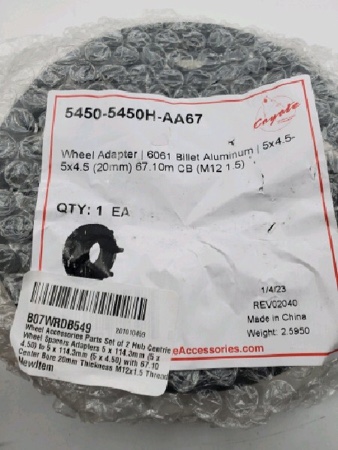 5450-5450H-AA67
Coyote
Wheel Adapter | 6061 Billet Aluminum | 5x4.5-
5x4.5 (20mm) 67.10m CB (M12 1.5)
QTY: 1 EA
1/4/23
REV02040
Made in China
Weight: 2.5950
eAccessories.com
B07WRDB549
Wheel Accessories Parts Set of 2 Hub Centric
Wheel Spacers Adapters 5 x 114.3mm (5 x
4.50) to 5 x 114.3mm (5 x 4.50) with 67.10
Center Bore 20mm Thickness M12x1.5 Thread
NewItem